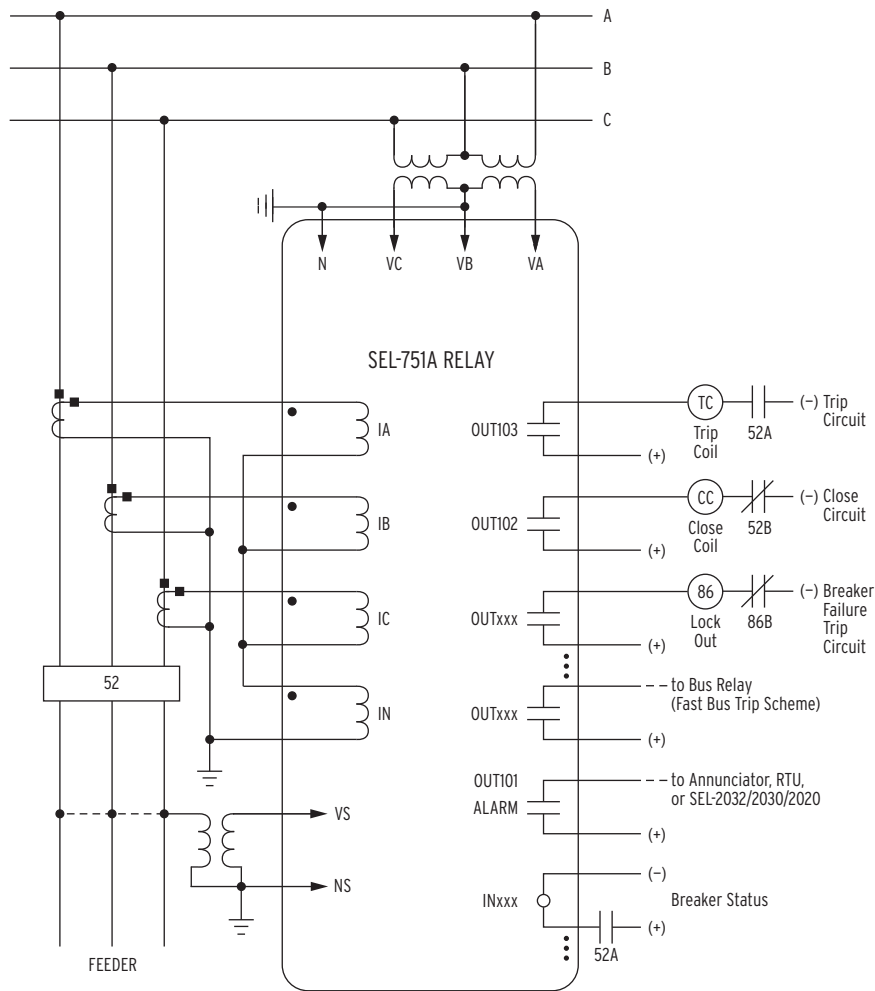 A
B
C
N
VC
VB
VA
SEL-751A RELAY
IA
OUT103
(+)
TC
Trip
Coil
52A
(–) Trip
Circuit
IB
OUT102
(+)
CC
Close
Coil
52B
(–) Close
Circuit
IC
OUTxxx
(+)
86
Lock
Out
86B
(–) Breaker
Failure
Trip
Circuit
52
IN
OUTxxx
to Bus Relay
(Fast Bus Trip Scheme)
(+)
OUT101
ALARM
to Annunciator, RTU,
or SEL-2032/2030/2020
(+)
VS
NS
INxxx
(–)
Breaker Status
(+)
52A
FEEDER